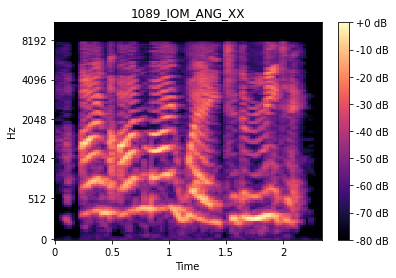 1089_IOM_ANG_XX
8192
4096
2048
1024
512
0
Hz
0
0.5
1
1.5
2
Time
+0 dB
-10 dB
-20 dB
-30 dB
-40 dB
-50 dB
-60 dB
-70 dB
-80 dB